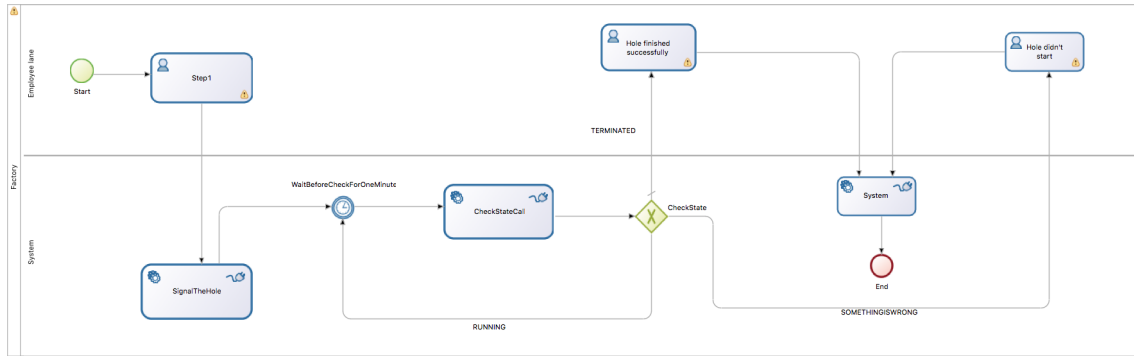 Factory
Employee lane
Start
Step1
Hole finished
successfully
Hole didn't
start
TERMINATED
System
WaitBeforeCheckForOneMinute
CheckStateCall
CheckState
System
SignalTheHole
End
RUNNING
SOMETHINGISWRONG